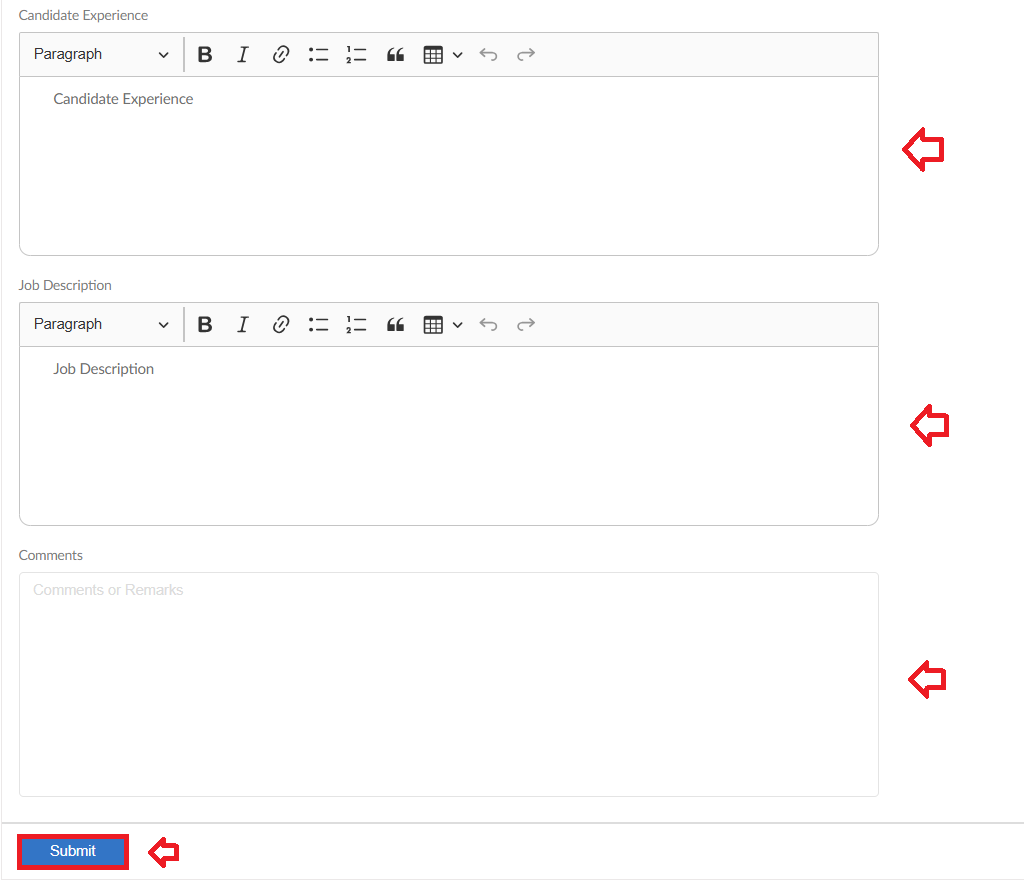 Candidate Experience
Paragraph
Candidate Experience
Job Description
Paragraph
Job Description
Comments
Comments or Remarks
Submit